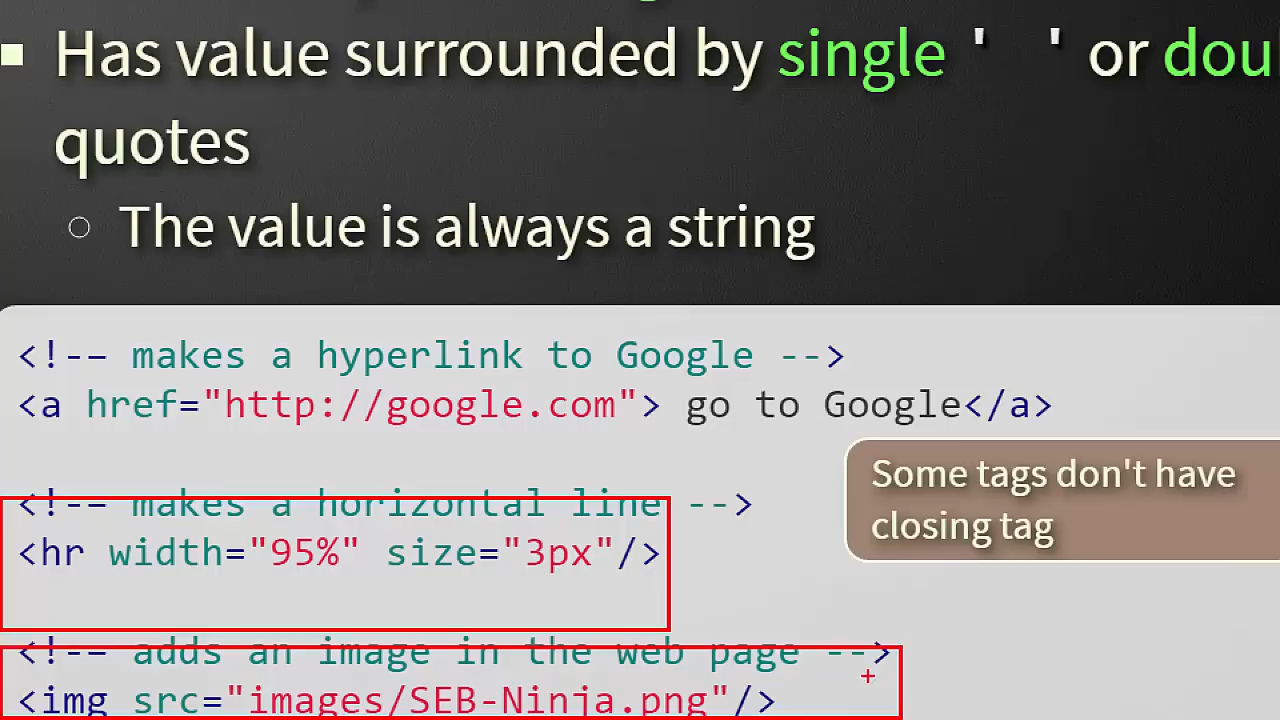 Has value surrounded by single ' ' or
quotes
The value is always a string
<!-- makes a hyperlink to Google -->
<a href="http://google.com"> go to Google</a>
Some tags don't have
closing tag
<!-- makes a horizontal line -->
<hr width="95%" size="3px"/>
<!-- adds an image in the web page -->
<img src="images/SEB-Ninja.png"/>